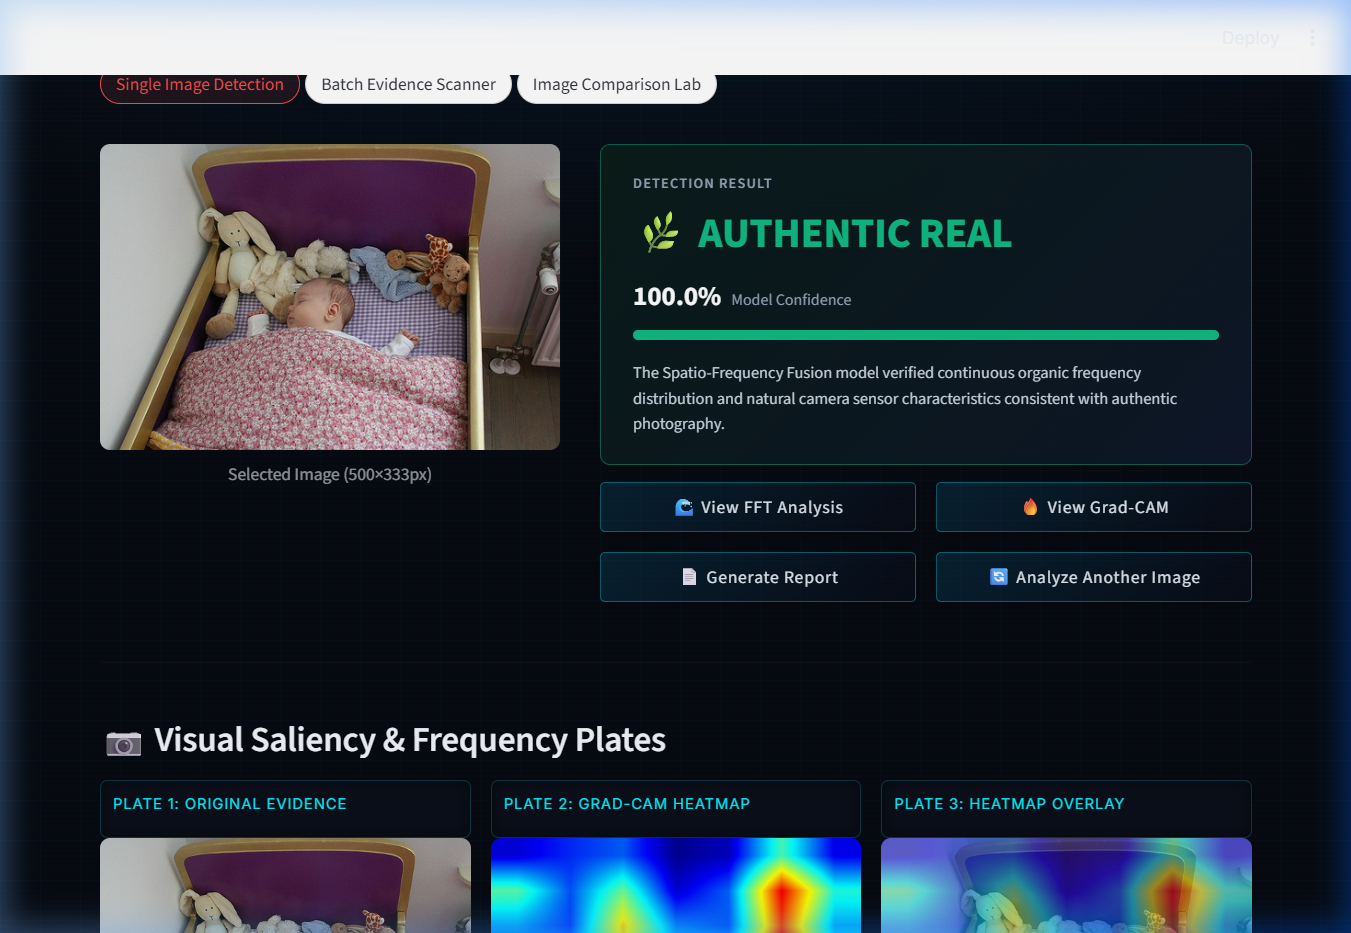 Deploy
Single Image Detection
Batch Evidence Scanner
Image Comparison Lab
DETECTION RESULT
AUTHENTIC REAL
100.0% Model Confidence
The Spatio-Frequency Fusion model verified continuous organic frequency
distribution and natural camera sensor characteristics consistent with authentic
photography.
Selected Image (500×333px)
View FFT Analysis
View Grad-CAM
Generate Report
Analyze Another Image
Visual Saliency & Frequency Plates
PLATE 1: ORIGINAL EVIDENCE
PLATE 2: GRAD-CAM HEATMAP
PLATE 3: HEATMAP OVERLAY